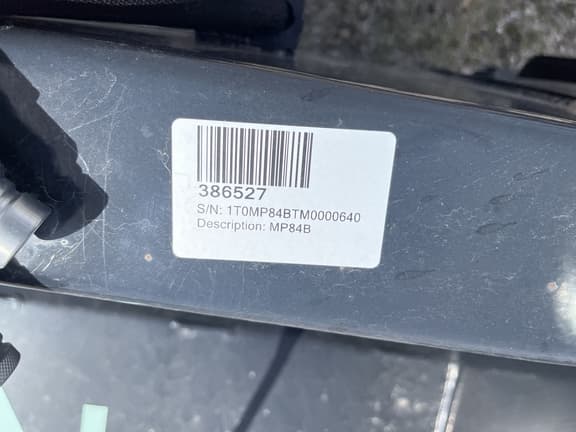 386527
S/N: 1T0MP84BTM0000640
Description: MP84B